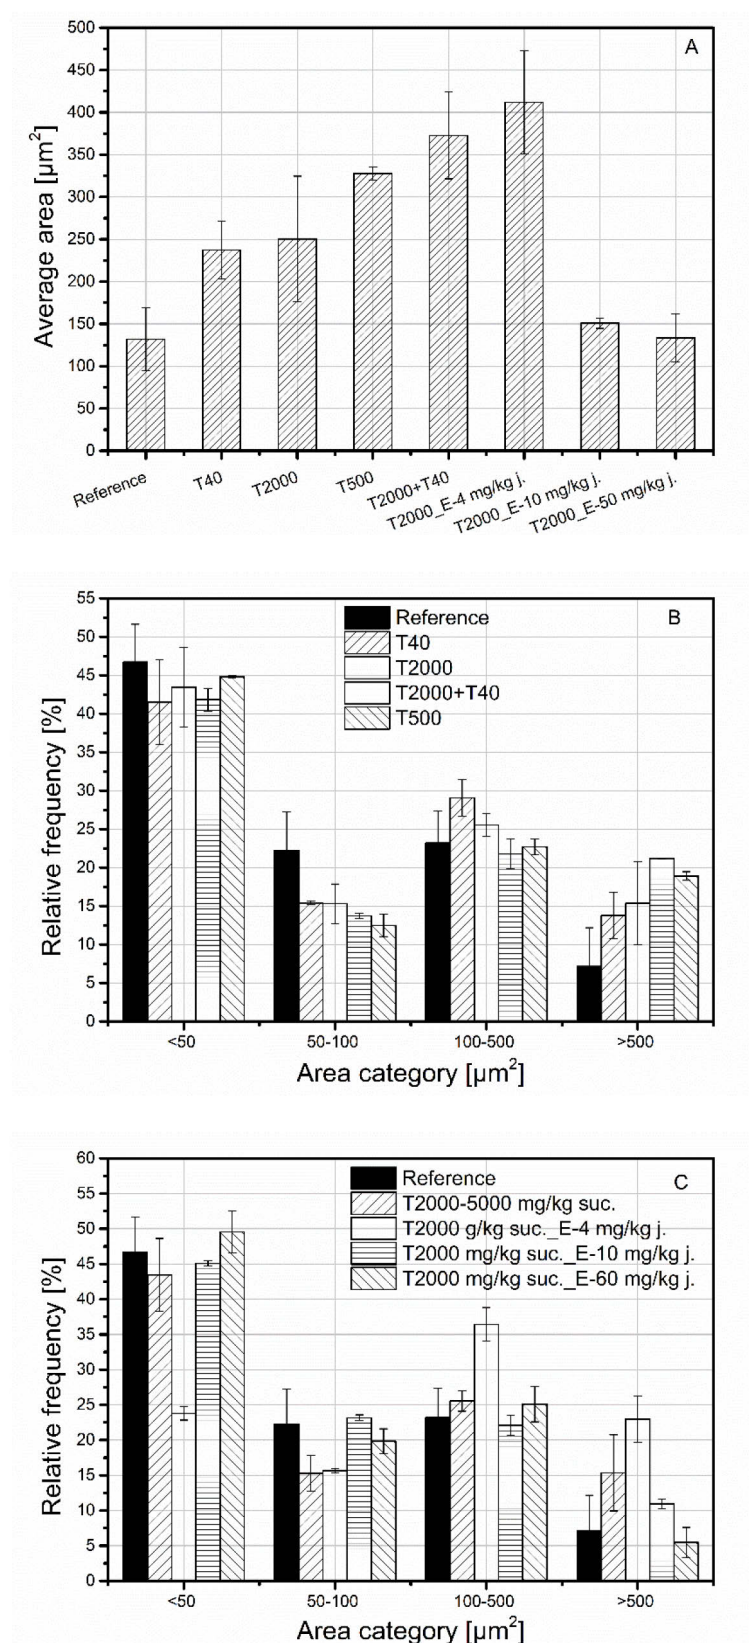 A
500
450
400
350
300
250
200
150
100
50
0
Average area [µm²]
Reference
T40
T2000
T500
T2000+T40
T2000_E-4 mg/kg j.
T2000_E-10 mg/kg j.
T2000_E-50 mg/kg j.
B
55
50
45
40
35
30
25
20
15
10
5
0
Relative frequency [%]
Reference
T40
T2000
T2000+T40
T500
<50
50-100
100-500
>500
Area category [µm²]
C
60
55
50
45
40
35
30
25
20
15
10
5
0
Relative frequency [%]
Reference
T2000-5000 mg/kg suc.
T2000 g/kg suc._E-4 mg/kg j.
T2000 mg/kg suc._E-10 mg/kg j.
T2000 mg/kg suc._E-60 mg/kg j.
<50
50-100
100-500
>500
Area category [µm²]